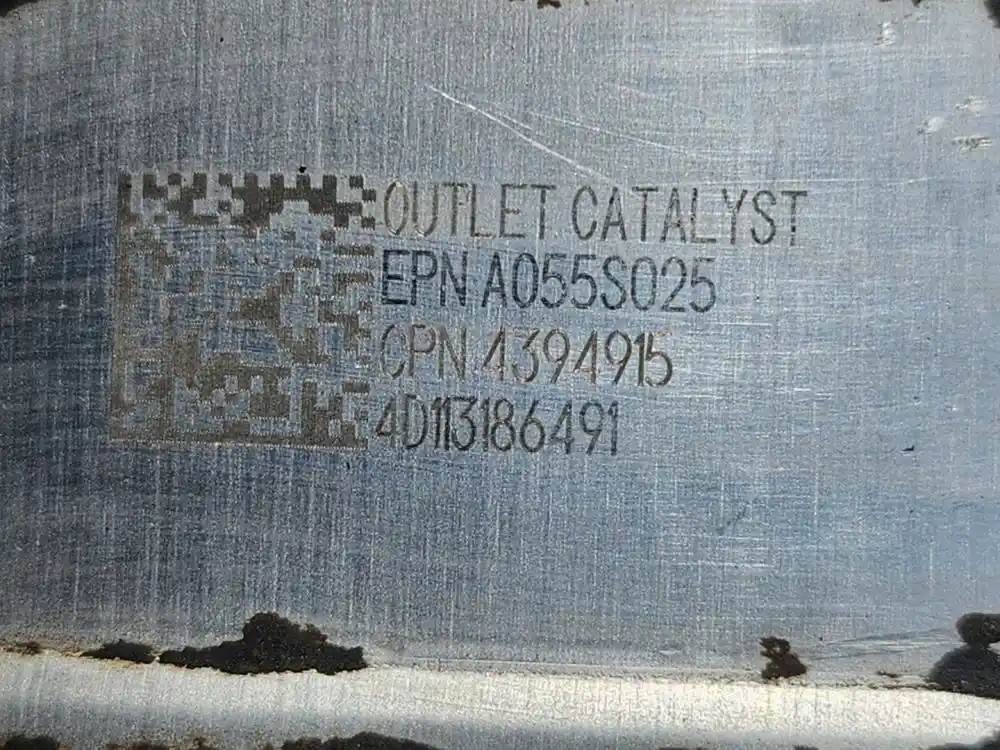 OUTLET CATALYST
EPN A055S025
CPN 4394915
4D113186491